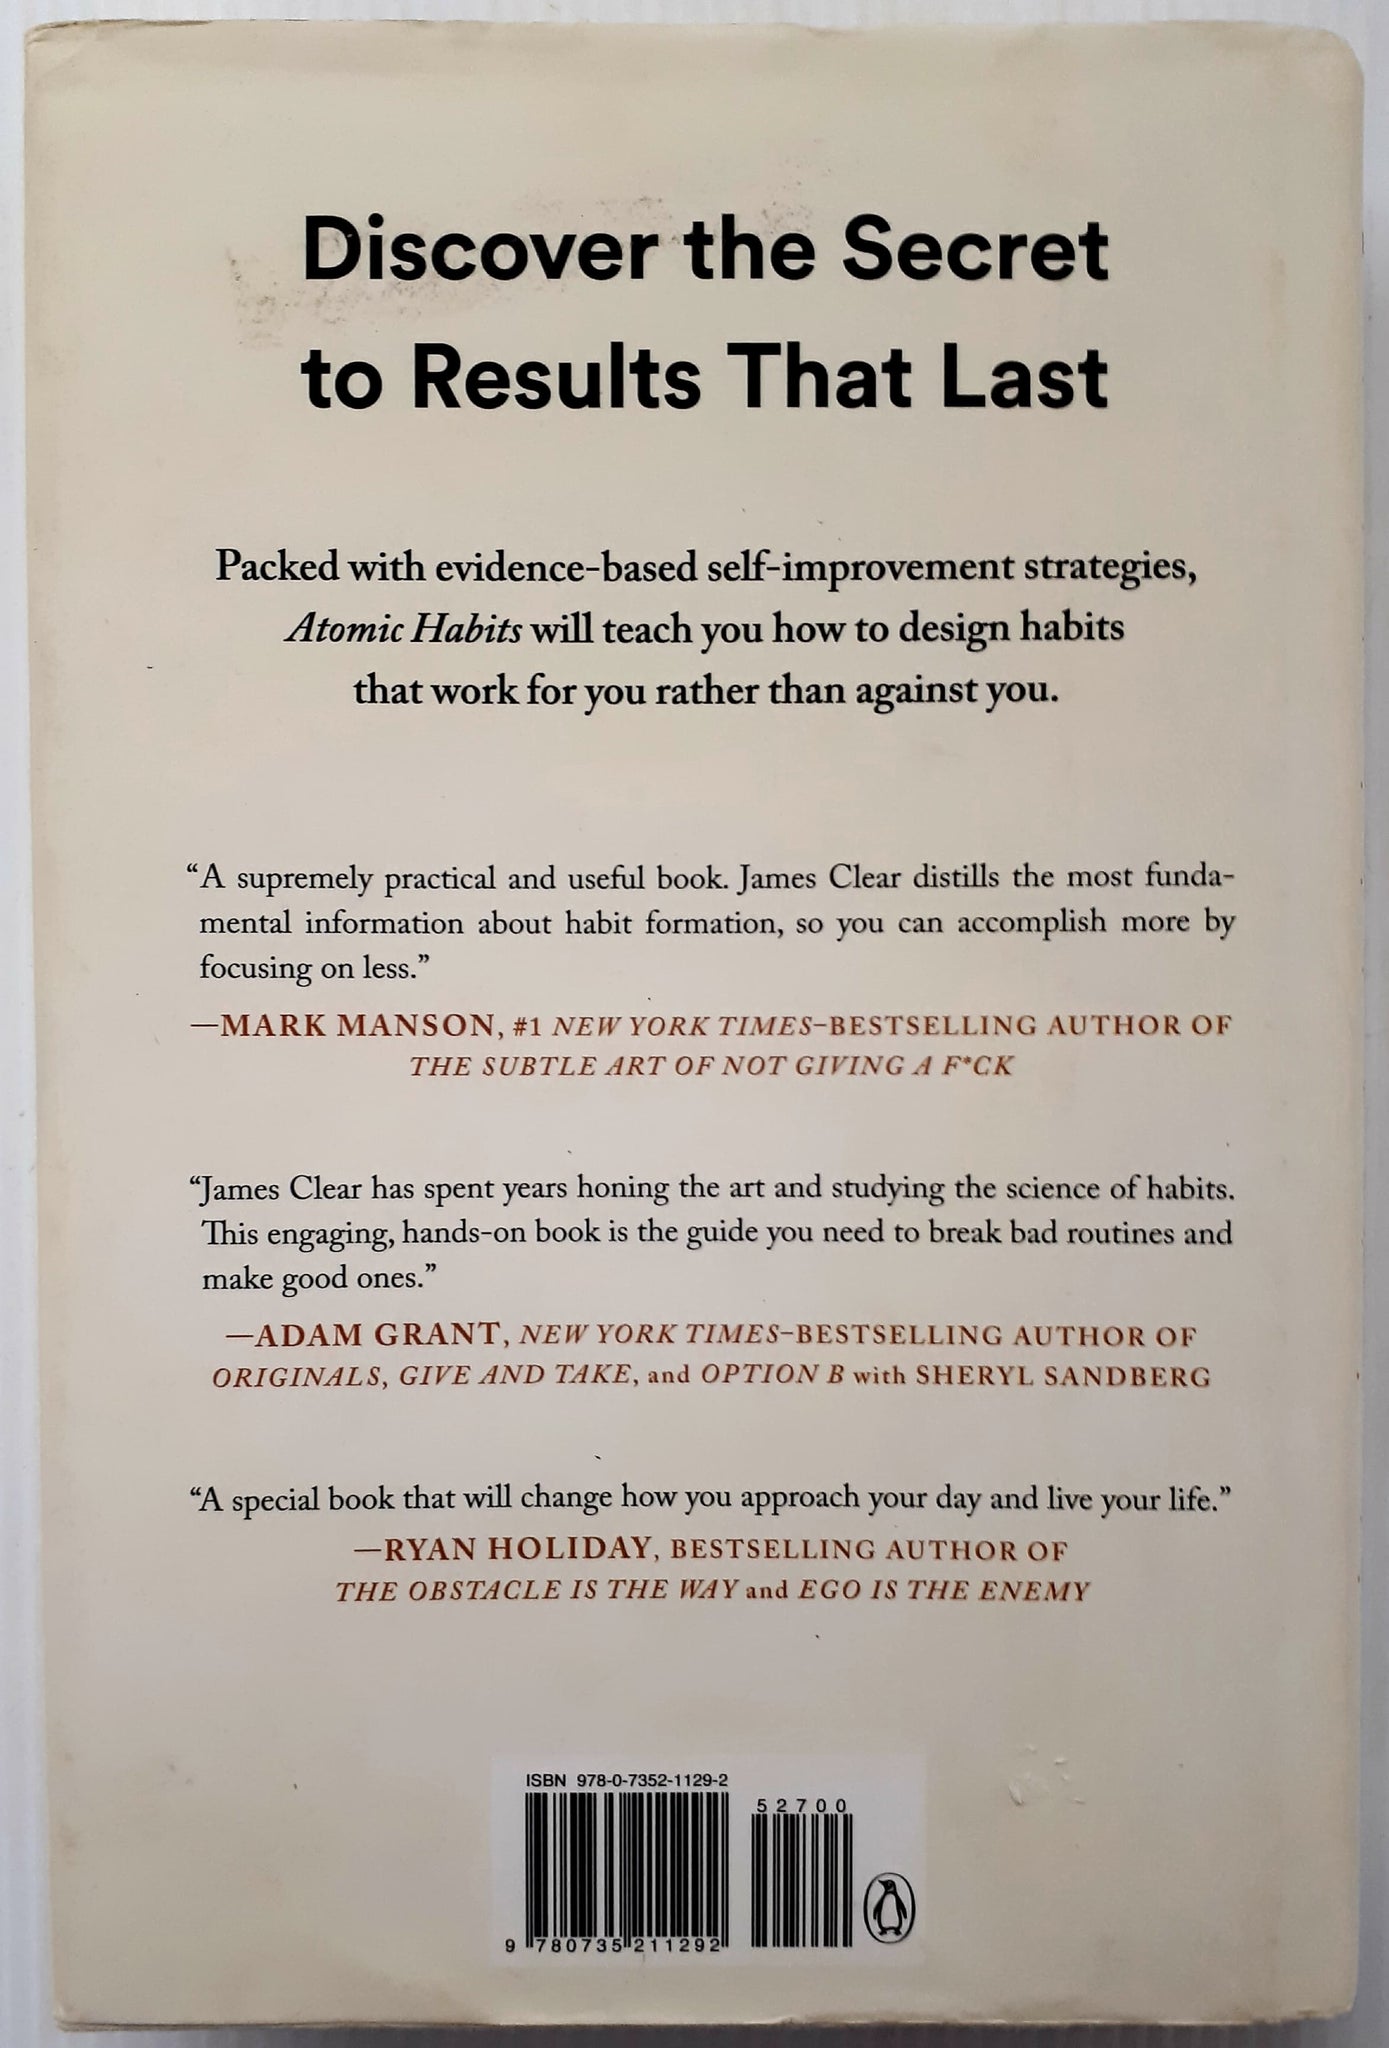 Discover the Secret
to Results That Last
Packed with evidence-based self-improvement strategies,
Atomic Habits will teach you how to design habits
that work for you rather than against you.
“A supremely practical and useful book. James Clear distills the most funda-
mental information about habit formation, so you can accomplish more by
focusing on less.”
—MARK MANSON, #1 NEW YORK TIMES–BESTSELLING AUTHOR OF
THE SUBTLE ART OF NOT GIVING A F*CK
“James Clear has spent years honing the art and studying the science of habits.
This engaging, hands-on book is the guide you need to break bad routines and
make good ones.”
—ADAM GRANT, NEW YORK TIMES–BESTSELLING AUTHOR OF
ORIGINALS, GIVE AND TAKE, and OPTION B with SHERYL SANDBERG
“A special book that will change how you approach your day and live your life.”
—RYAN HOLIDAY, BESTSELLING AUTHOR OF
THE OBSTACLE IS THE WAY and EGO IS THE ENEMY
ISBN 978-0-7352-1129-2
52700
9 780735 211292